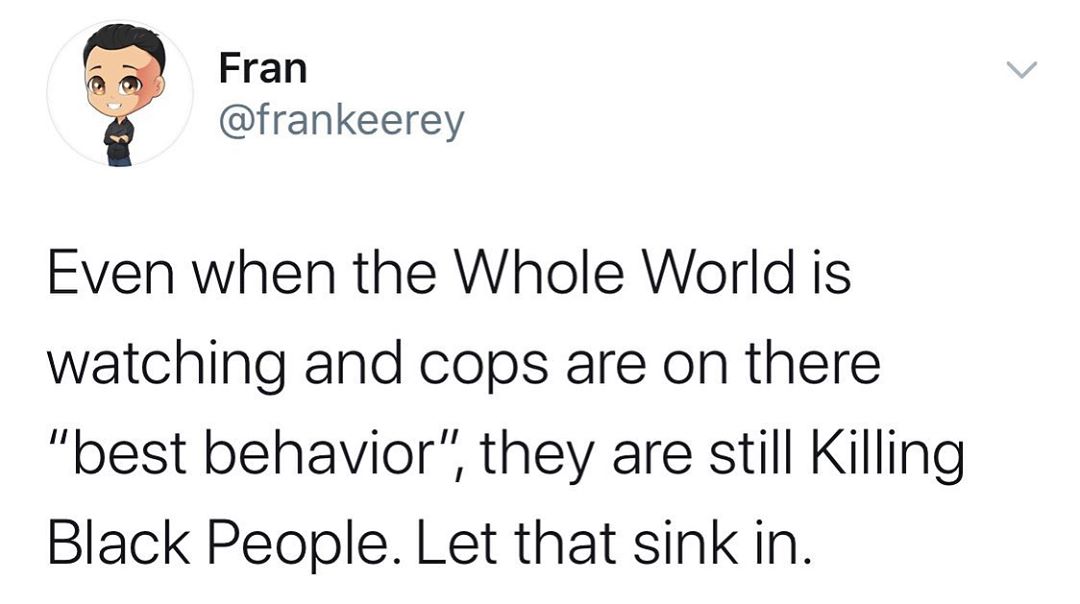 Fran
@frankeerey
Even when the Whole World is
watching and cops are on there
“best behavior”, they are still Killing
Black People. Let that sink in.